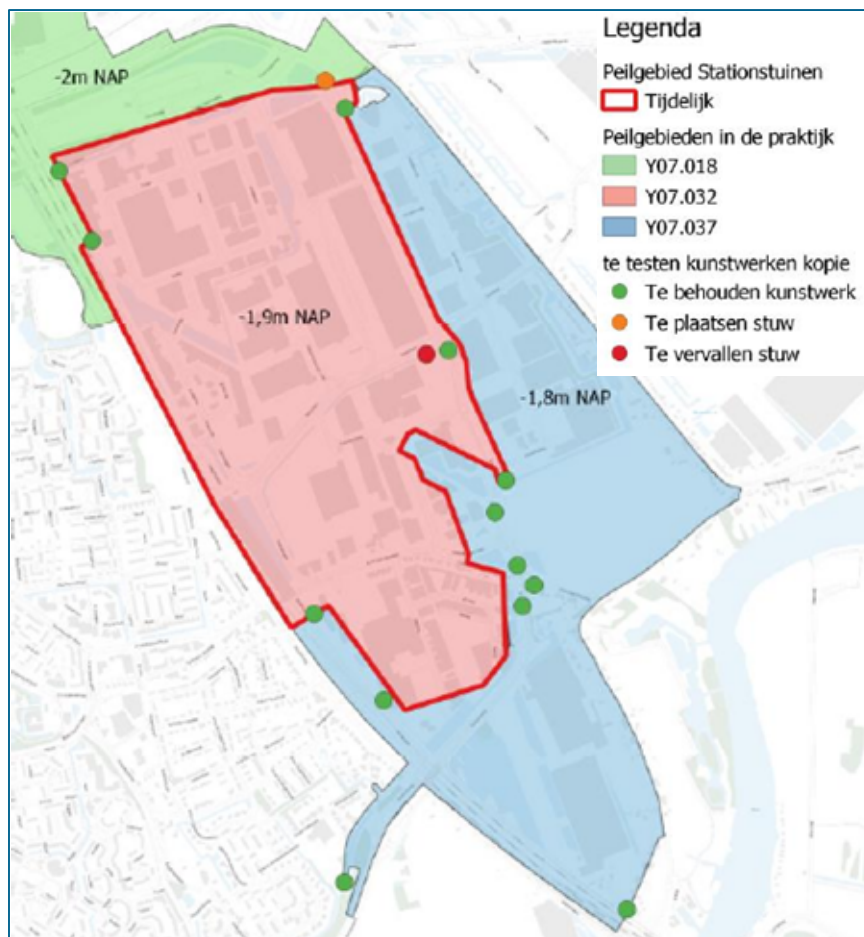 Legenda
Peilgebied Stationstuinen
Tijdelijk
Peilgebieden in de praktijk
Y07.018
Y07.032
Y07.037
te testen kunstwerken kopie
Te behouden kunstwerk
Te plaatsen stuw
Te vervallen stuw
-2m NAP
-1,9m NAP
-1,8m NAP